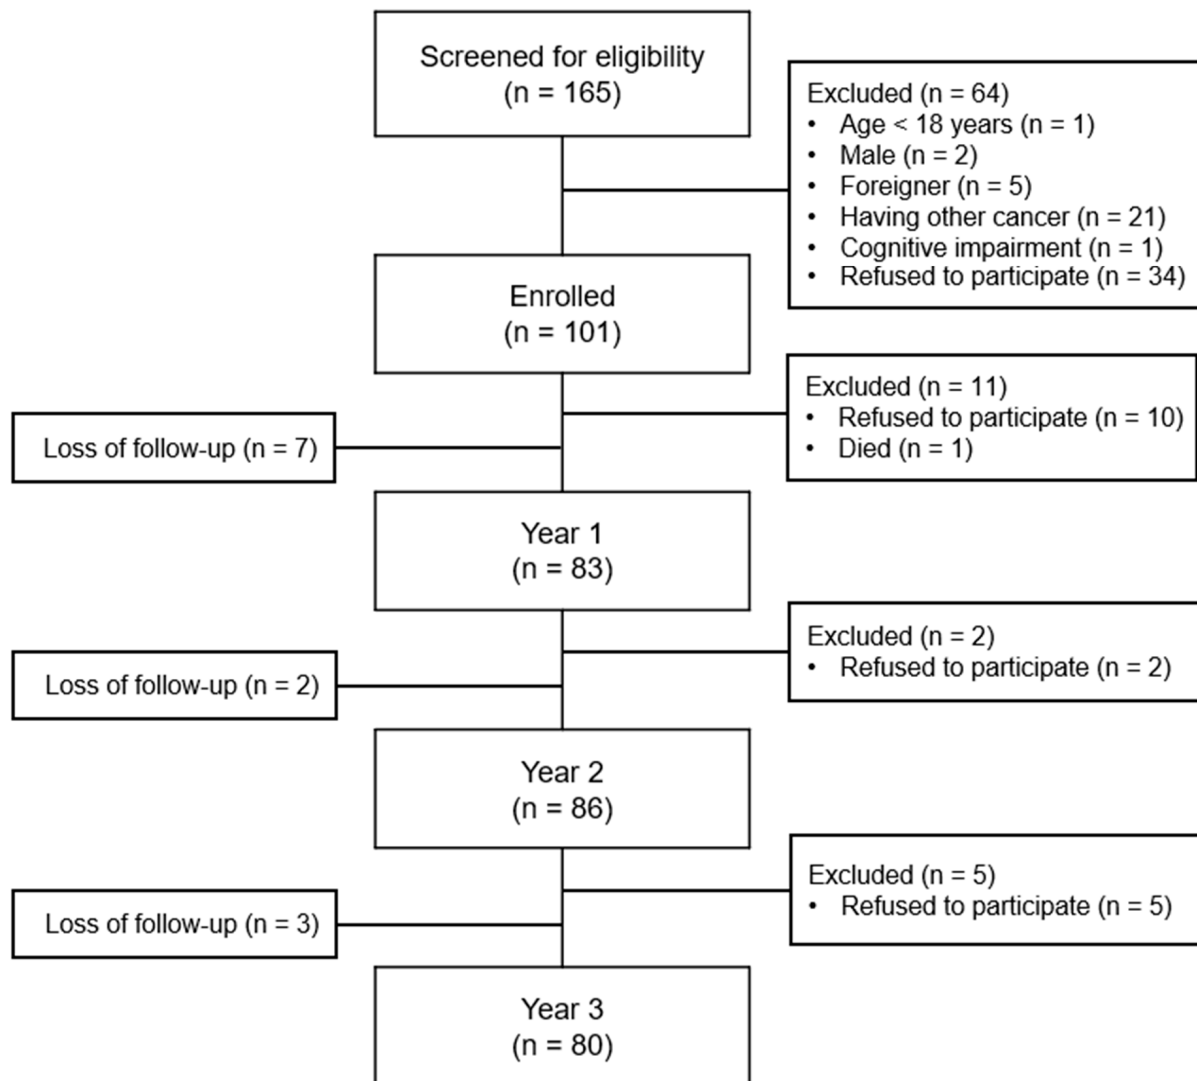 Screened for eligibility
(n = 165)
Excluded (n = 64)
• Age < 18 years (n = 1)
• Male (n = 2)
• Foreigner (n = 5)
• Having other cancer (n = 21)
• Cognitive impairment (n = 1)
• Refused to participate (n = 34)
Enrolled
(n = 101)
Excluded (n = 11)
• Refused to participate (n = 10)
• Died (n = 1)
Loss of follow-up (n = 7)
Year 1
(n = 83)
Excluded (n = 2)
• Refused to participate (n = 2)
Loss of follow-up (n = 2)
Year 2
(n = 86)
Excluded (n = 5)
• Refused to participate (n = 5)
Loss of follow-up (n = 3)
Year 3
(n = 80)